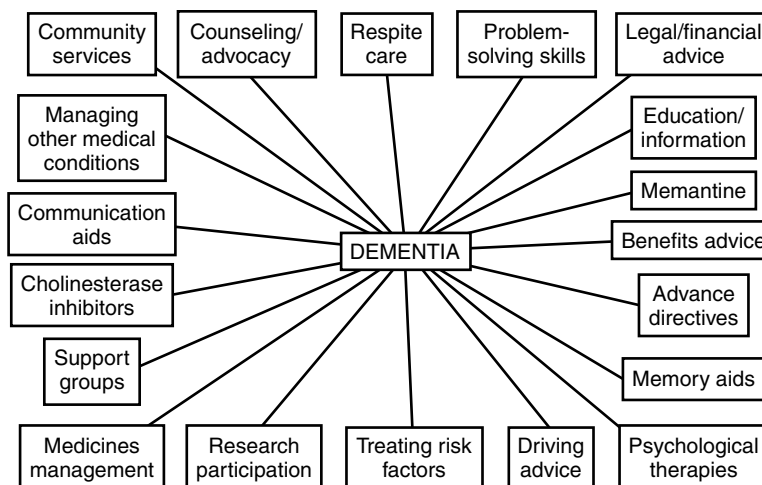 Community
services
Counseling/
advocacy
Respite
care
Problem-
solving skills
Legal/financial
advice
Managing
other medical
conditions
Education/
information
Memantine
Communication
aids
DEMENTIA
Benefits advice
Cholinesterase
inhibitors
Advance
directives
Support
groups
Memory aids
Medicines
management
Research
participation
Treating risk
factors
Driving
advice
Psychological
therapies